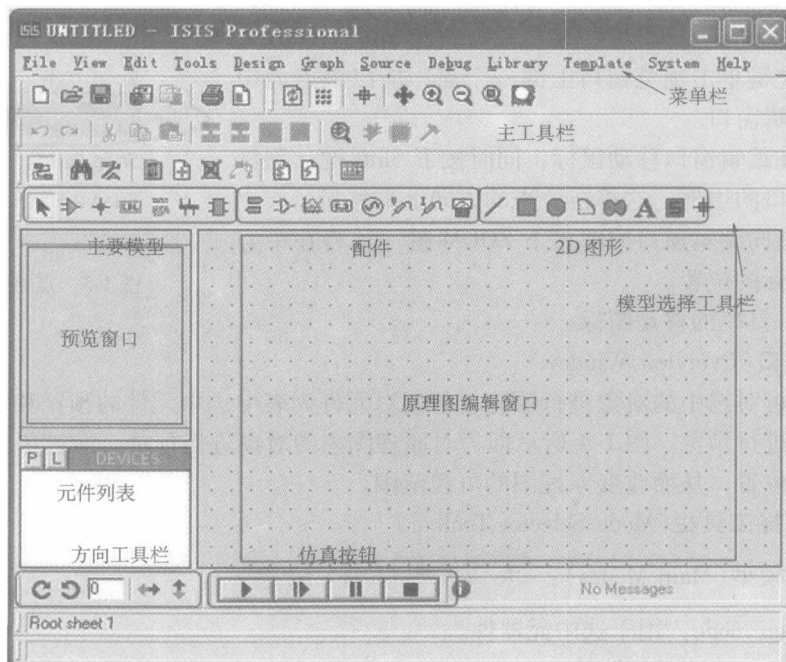 ISIS UNTITLED - ISIS Professional
File View Edit Tools Design Graph Source Debug Library Template System Help
菜单栏
主工具栏
主要模型
配件
2D 图形
模型选择工具栏
预览窗口
原理图编辑窗口
P L DEVICES
元件列表
方向工具栏
仿真按钮
0
No Messages
Root sheet 1